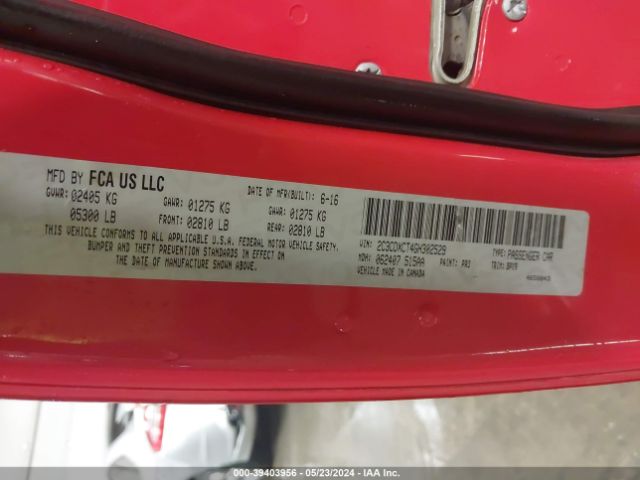 MFD BY FCA US LLC
DATE OF MFR(BUILT): 6-16
GVWR: 02405 KG
GAWR: 01275 KG
GAWR: 01275 KG
05300 LB
FRONT: 02810 LB
REAR: 02810 LB
THIS VEHICLE CONFORMS TO ALL APPLICABLE U.S.A. FEDERAL MOTOR VEHICLE SAFETY,
BUMPER AND THEFT PREVENTION STANDARDS IN EFFECT ON
THE DATE OF MANUFACTURE SHOWN ABOVE.
VIN: 2C3CDXCT4GH302529
TYPE: PASSENGER CAR
MDH: 062407 515AA
PAINT: PR3
TRIM:
VEHICLE MADE IN CANADA
000-39403956 - 05/23/2024 - IAA Inc.